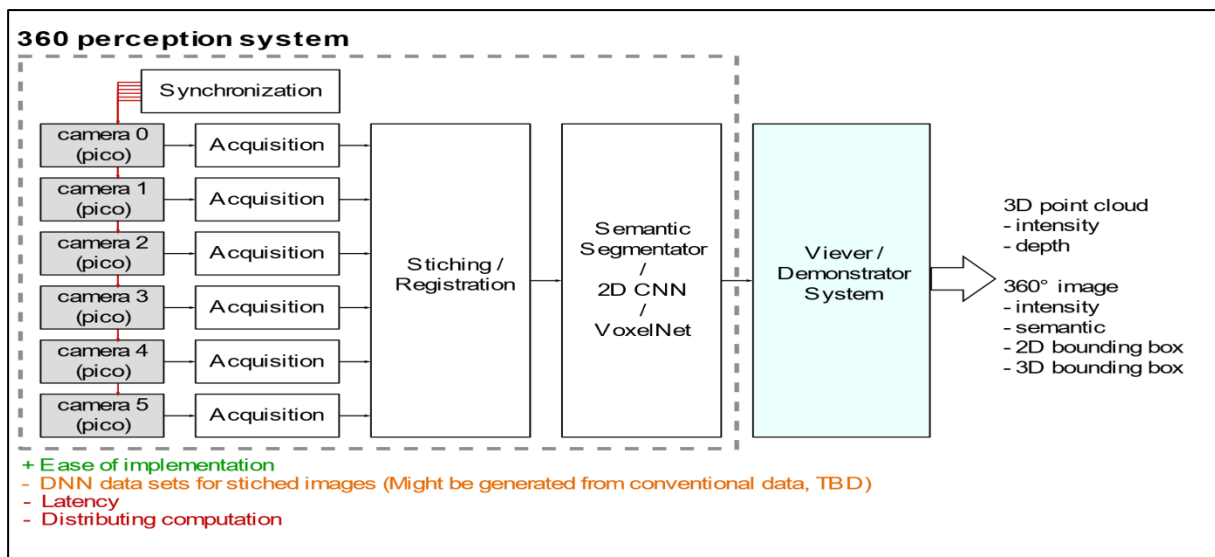 360 perception system
Synchronization
camera 0
(pico)
Acquisition
camera 1
(pico)
Acquisition
camera 2
(pico)
Acquisition
camera 3
(pico)
Acquisition
camera 4
(pico)
Acquisition
camera 5
(pico)
Acquisition
Stiching /
Registration
Semantic
Segmentator
/
2D CNN
/
VoxelNet
Viever /
Demonstrator
System
3D point cloud
- intensity
- depth
360° image
- intensity
- semantic
- 2D bounding box
- 3D bounding box
+ Ease of implementation
- DNN data sets for stiched images (Might be generated from conventional data, TBD)
- Latency
- Distributing computation